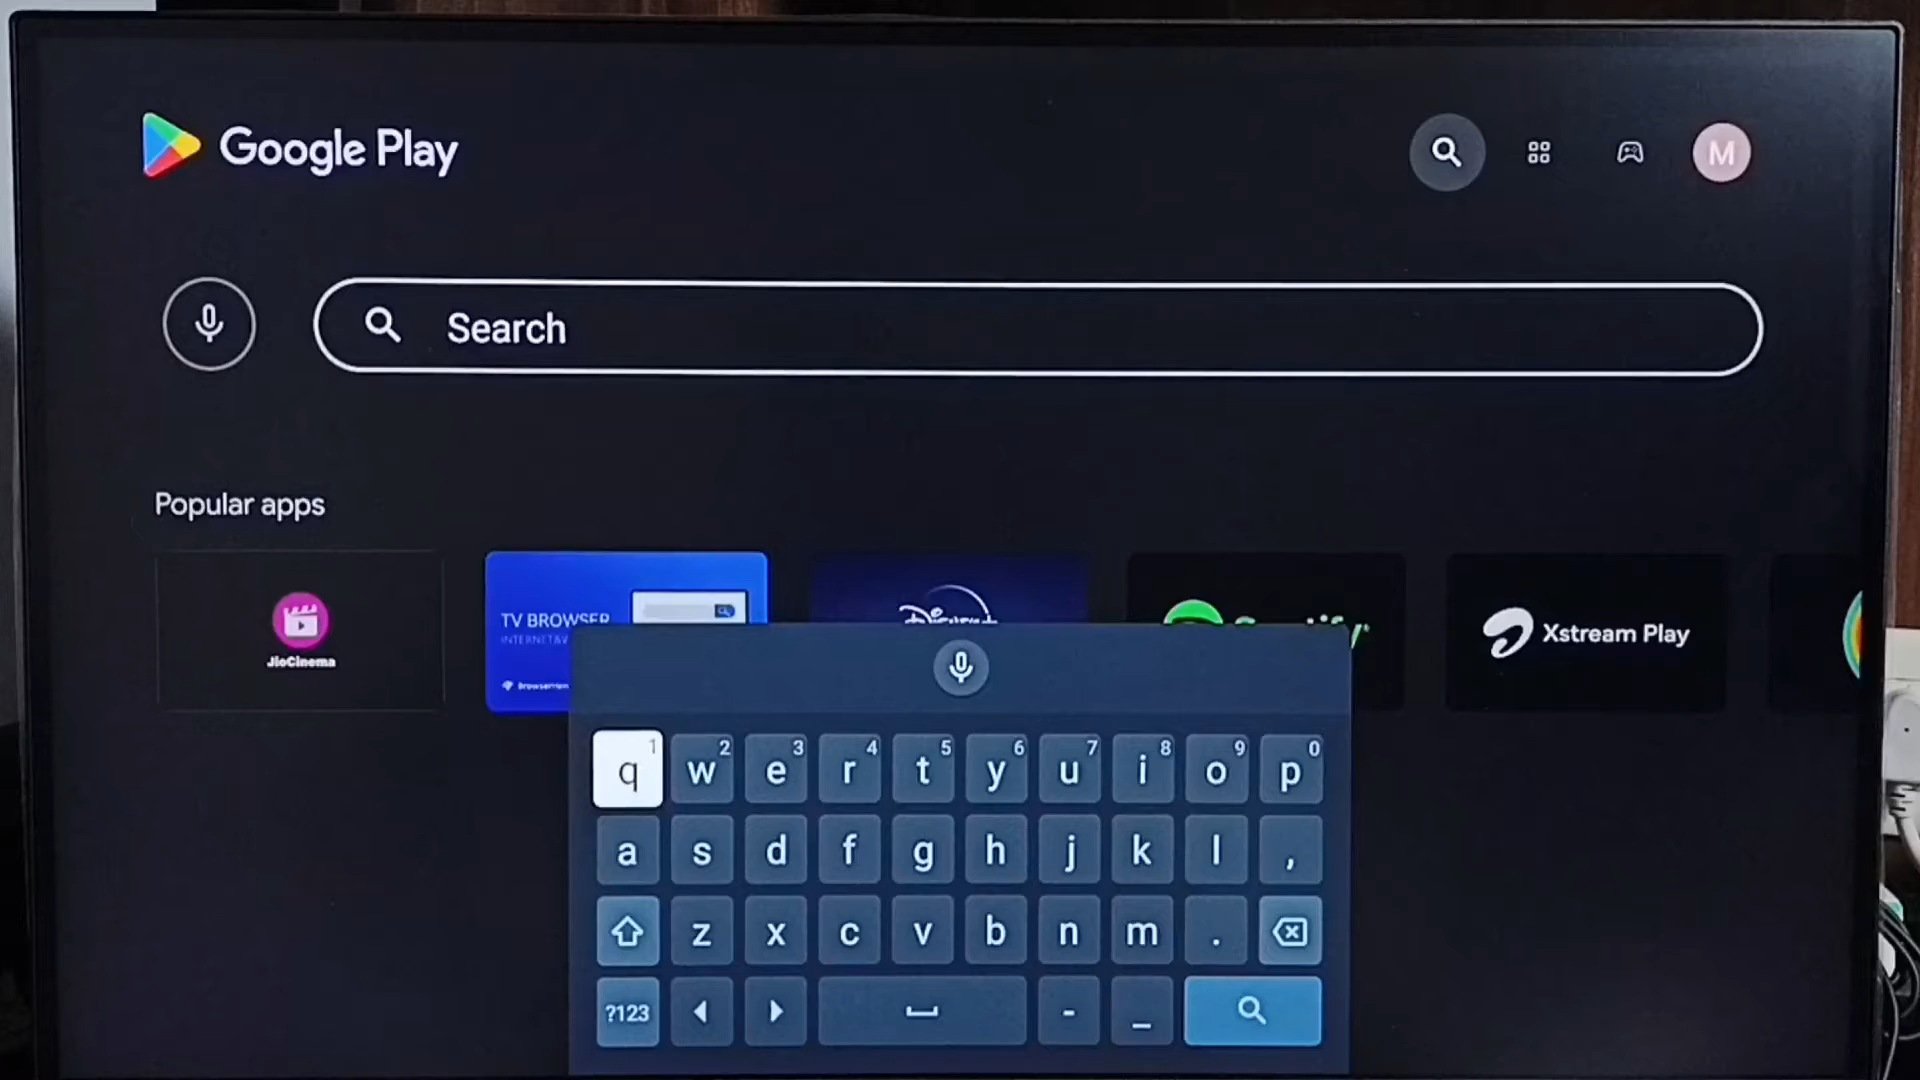 Google Play
M
Search
Popular apps
JioCinema
TV BROWSER
Xstream Play
q 1 w 2 e 3 r 4 t 5 y 6 u 7 i 8 o 9 p 0
a s d f g h j k l ,
z x c v b n m .
?123 - _